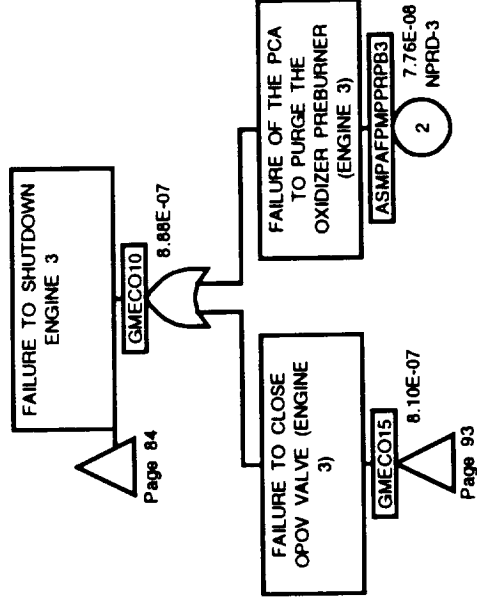 FAILURE TO SHUTDOWN
ENGINE 3
GMECO10
8.88E-07
Page 84
FAILURE TO CLOSE
OPOV VALVE (ENGINE
3)
GMECO15
8.10E-07
Page 93
FAILURE OF THE PCA
TO PURGE THE
OXIDIZER PREBURNER
(ENGINE 3)
ASMPAFPMPPRPB3
7.76E-08
NPRD-3
2